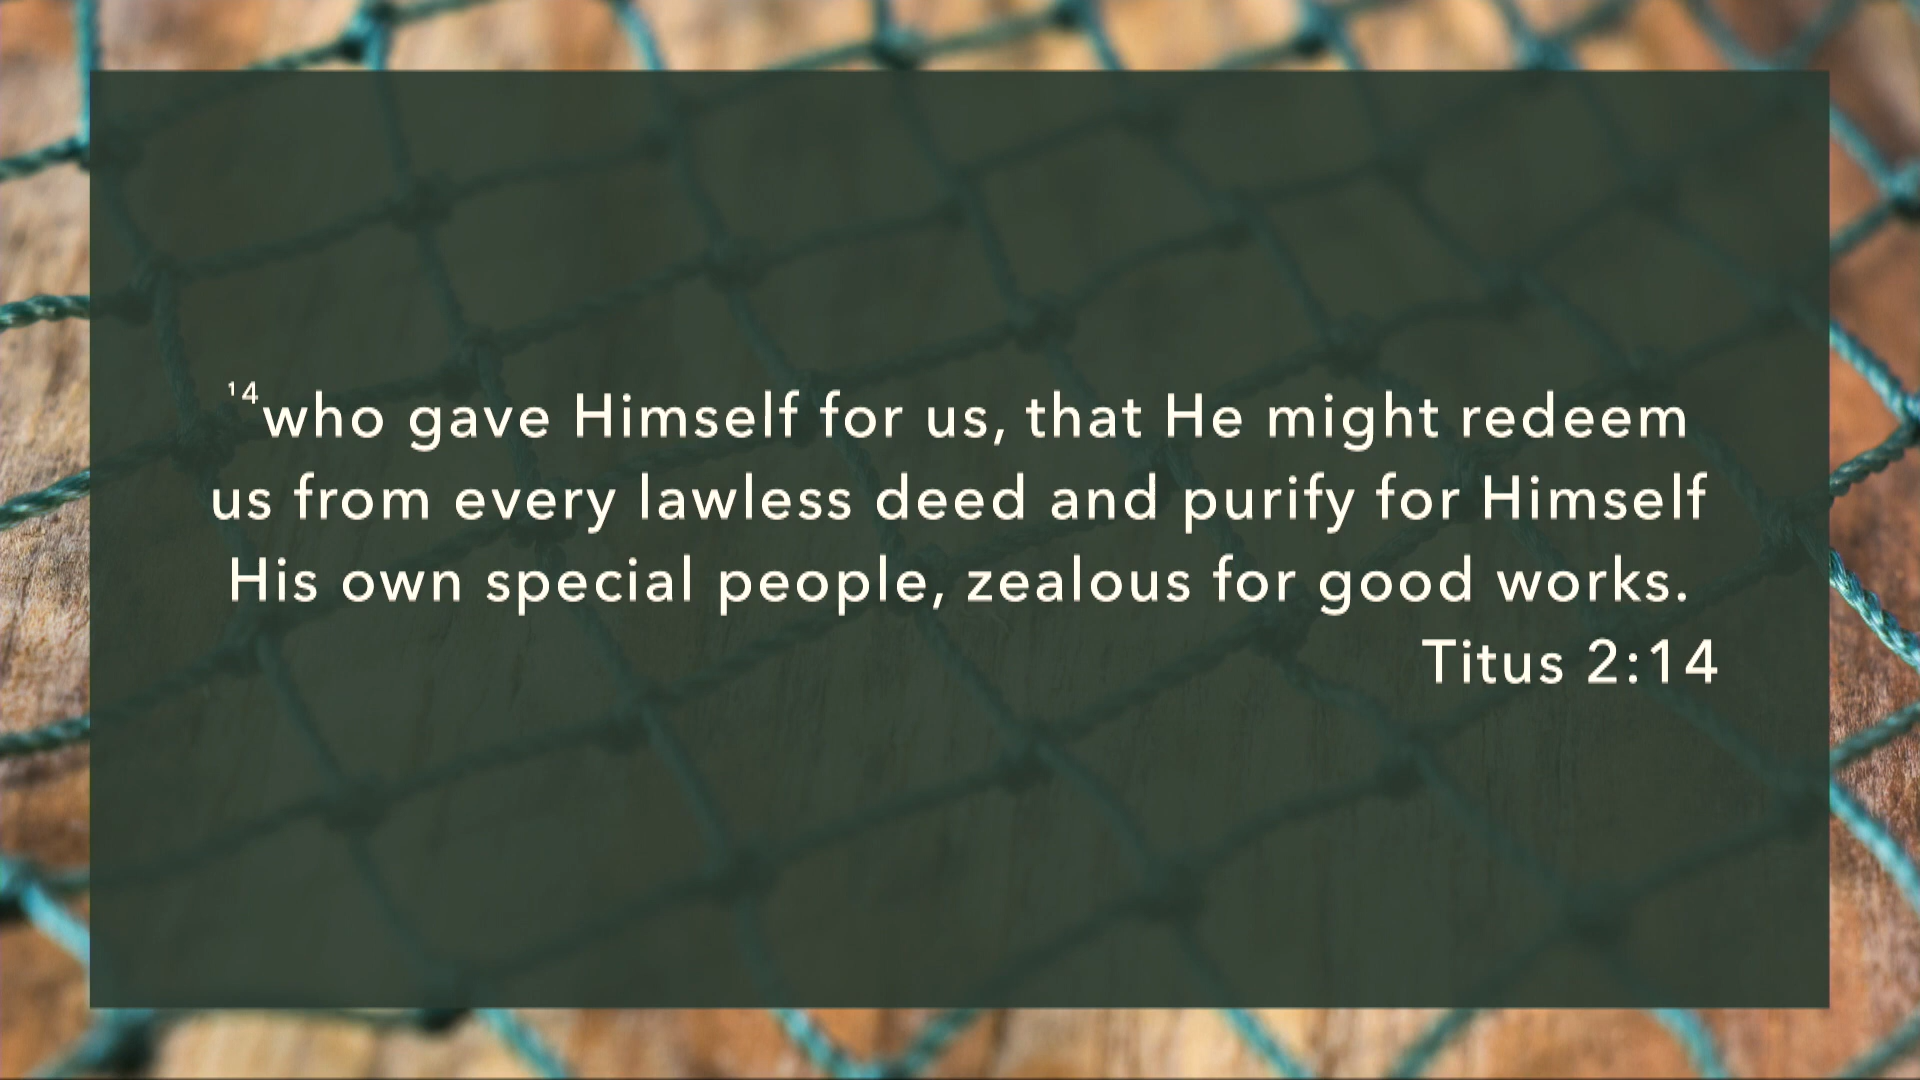 ¹⁴who gave Himself for us, that He might redeem
us from every lawless deed and purify for Himself
His own special people, zealous for good works.
Titus 2:14